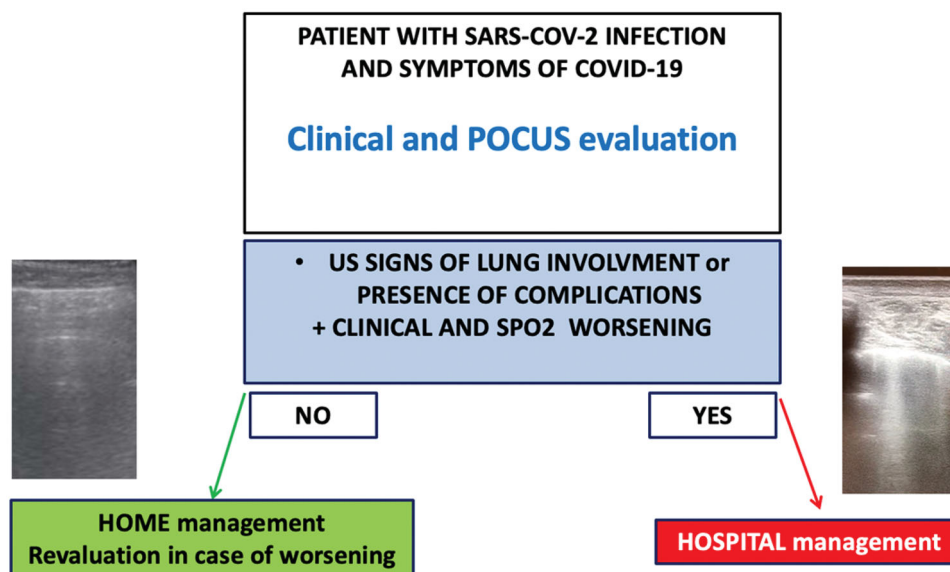 PATIENT WITH SARS-COV-2 INFECTION
AND SYMPTOMS OF COVID-19
Clinical and POCUS evaluation
• US SIGNS OF LUNG INVOLVMENT or
PRESENCE OF COMPLICATIONS
+ CLINICAL AND SPO2 WORSENING
NO
YES
HOME management
Revaluation in case of worsening
HOSPITAL management